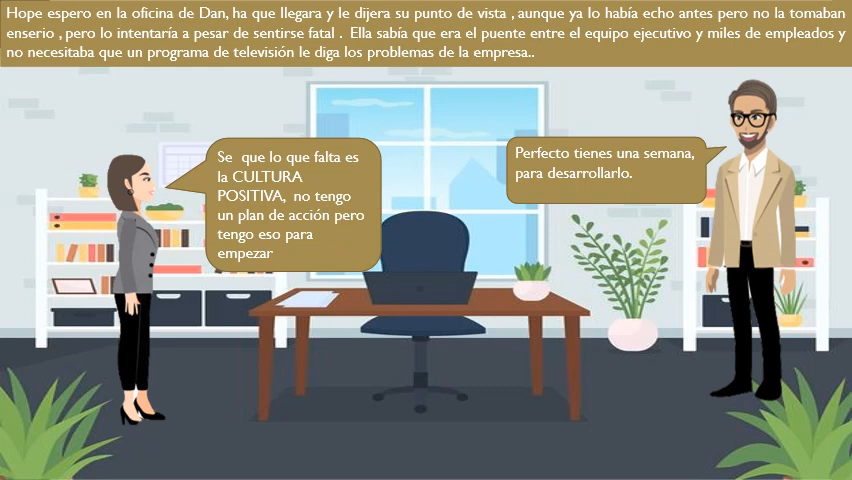 Hope espero en la oficina de Dan, ha que llegara y le dijera su punto de vista , aunque ya lo había echo antes pero no la tomaban
enserio , pero lo intentaría a pesar de sentirse fatal .  Ella sabía que era el puente entre el equipo ejecutivo y miles de empleados y
no necesitaba que un programa de televisión le diga los problemas de la empresa..
Se  que lo que falta es
la CULTURA
POSITIVA,  no tengo
un plan de acción pero
tengo eso para
empezar
Perfecto tienes una semana,
para desarrollarlo.